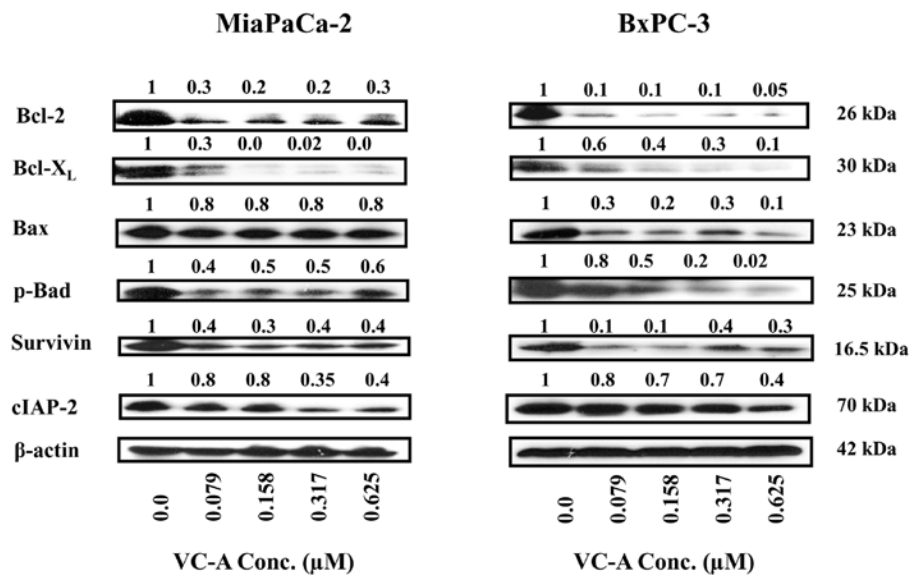 MiaPaCa-2 BxPC-3
1 0.3 0.2 0.2 0.3 1 0.1 0.1 0.1 0.05
Bcl-2 26 kDa
1 0.3 0.0 0.02 0.0 1 0.6 0.4 0.3 0.1
Bcl-XL 30 kDa
1 0.8 0.8 0.8 0.8 1 0.3 0.2 0.3 0.1
Bax 23 kDa
1 0.4 0.5 0.5 0.6 1 0.8 0.5 0.2 0.02
p-Bad 25 kDa
1 0.4 0.3 0.4 0.4 1 0.1 0.1 0.4 0.3
Survivin 16.5 kDa
1 0.8 0.8 0.35 0.4 1 0.8 0.7 0.7 0.4
cIAP-2 70 kDa
β-actin 42 kDa
0.0 0.079 0.158 0.317 0.625 0.0 0.079 0.158 0.317 0.625
VC-A Conc. (µM) VC-A Conc. (µM)